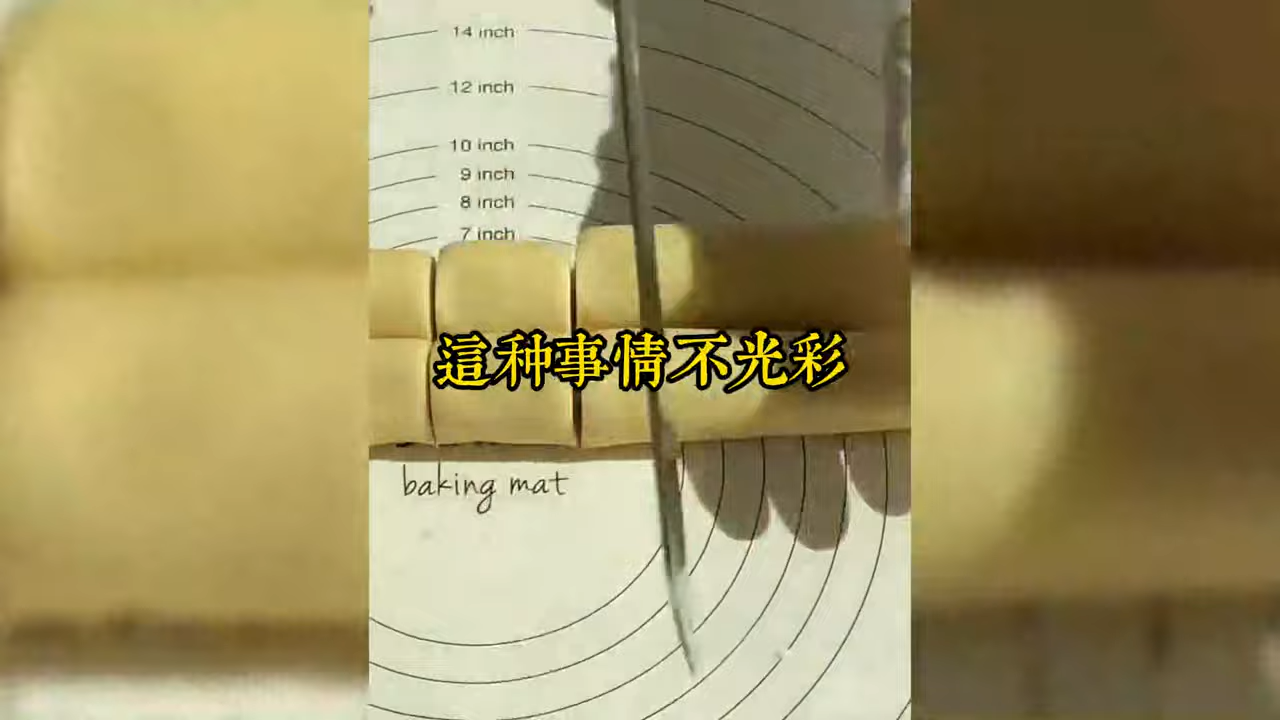 14 inch
12 inch
10 inch
9 inch
8 inch
7 inch
這种事情不光彩
baking mat